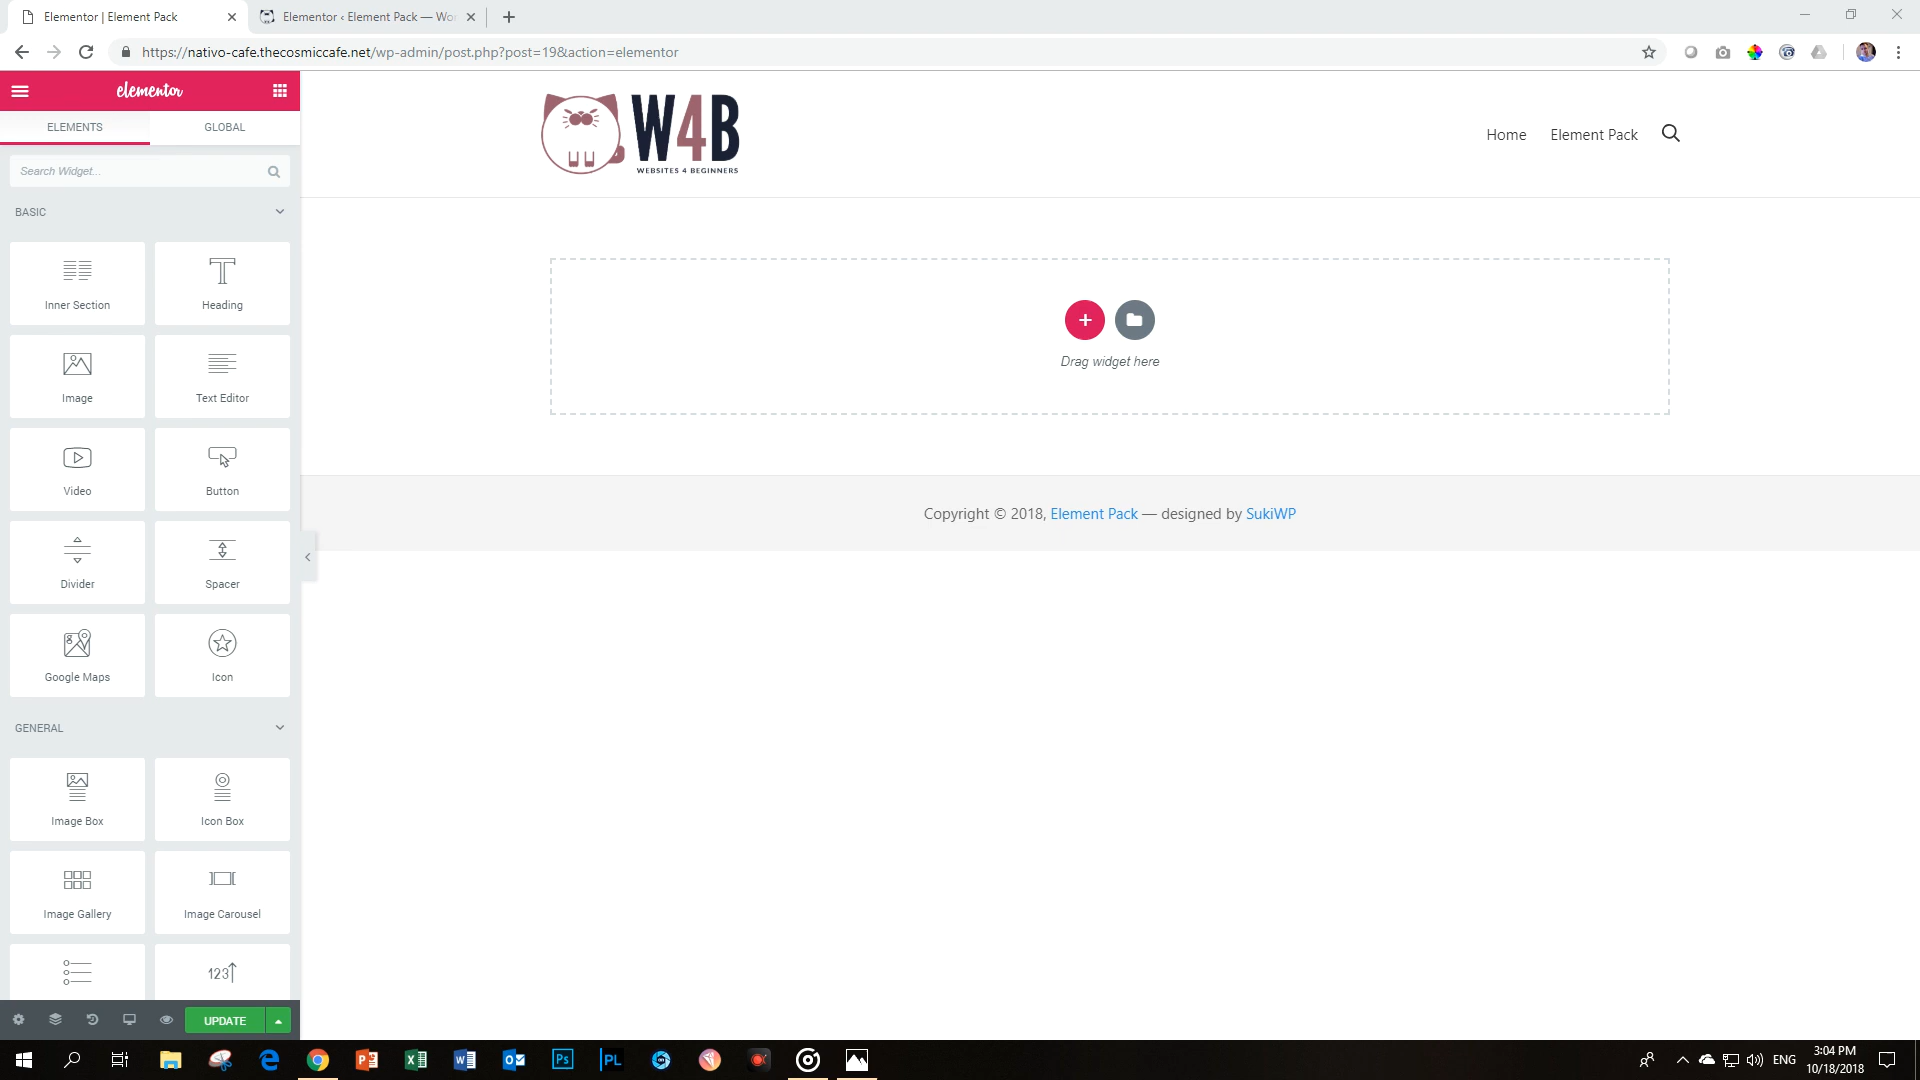 Elementor | Element Pack
Elementor ‹ Element Pack — Wor
https://nativo-cafe.thecosmiccafe.net/wp-admin/post.php?post=19&action=elementor
elementor
ELEMENTS
GLOBAL
Search Widget...
BASIC
Inner Section
Heading
Image
Text Editor
Video
Button
Divider
Spacer
Google Maps
Icon
GENERAL
Image Box
Icon Box
Image Gallery
Image Carousel
123
UPDATE
W4B
WEBSITES 4 BEGINNERS
Home
Element Pack
Drag widget here
Copyright © 2018, Element Pack — designed by SukiWP
Ps
PL
ENG
3:04 PM
10/18/2018